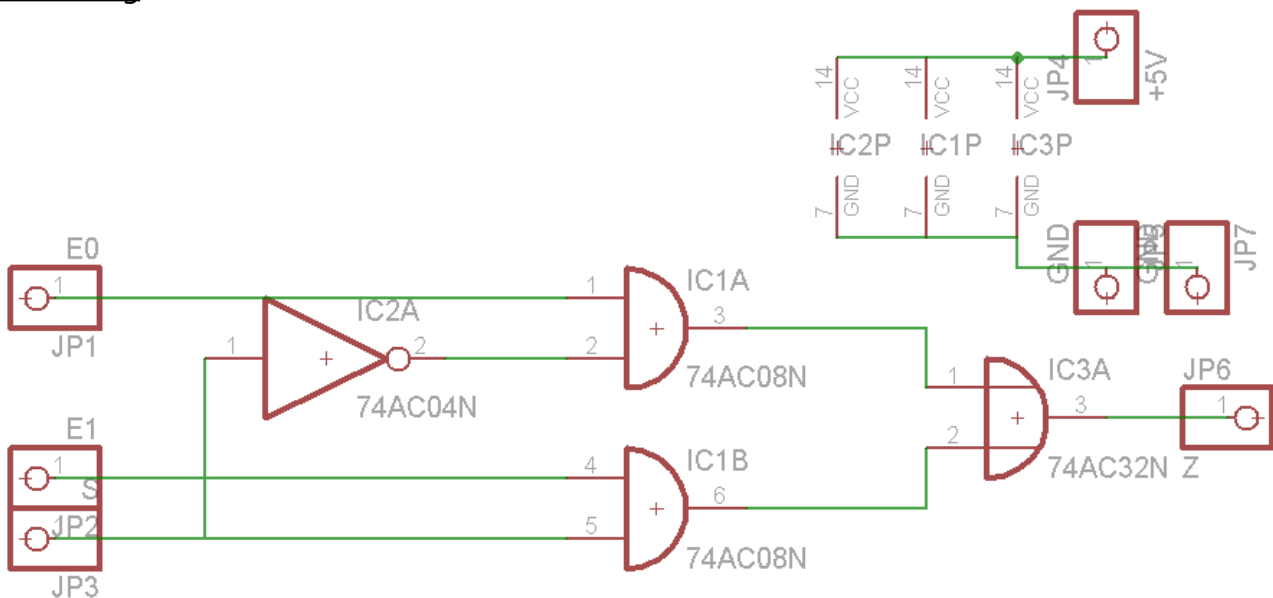 JP4
+5V
1
14
VCC
14
VCC
14
VCC
IC2P
IC1P
IC3P
7
GND
7
GND
7
GND
GND
1
1
JP7
E0
1
JP1
IC2A
1
2
74AC04N
1
2
IC1A
3
74AC08N
E1
1
S
JP2
1
JP3
4
5
IC1B
6
74AC08N
1
2
IC3A
3
74AC32N
JP6
1
Z